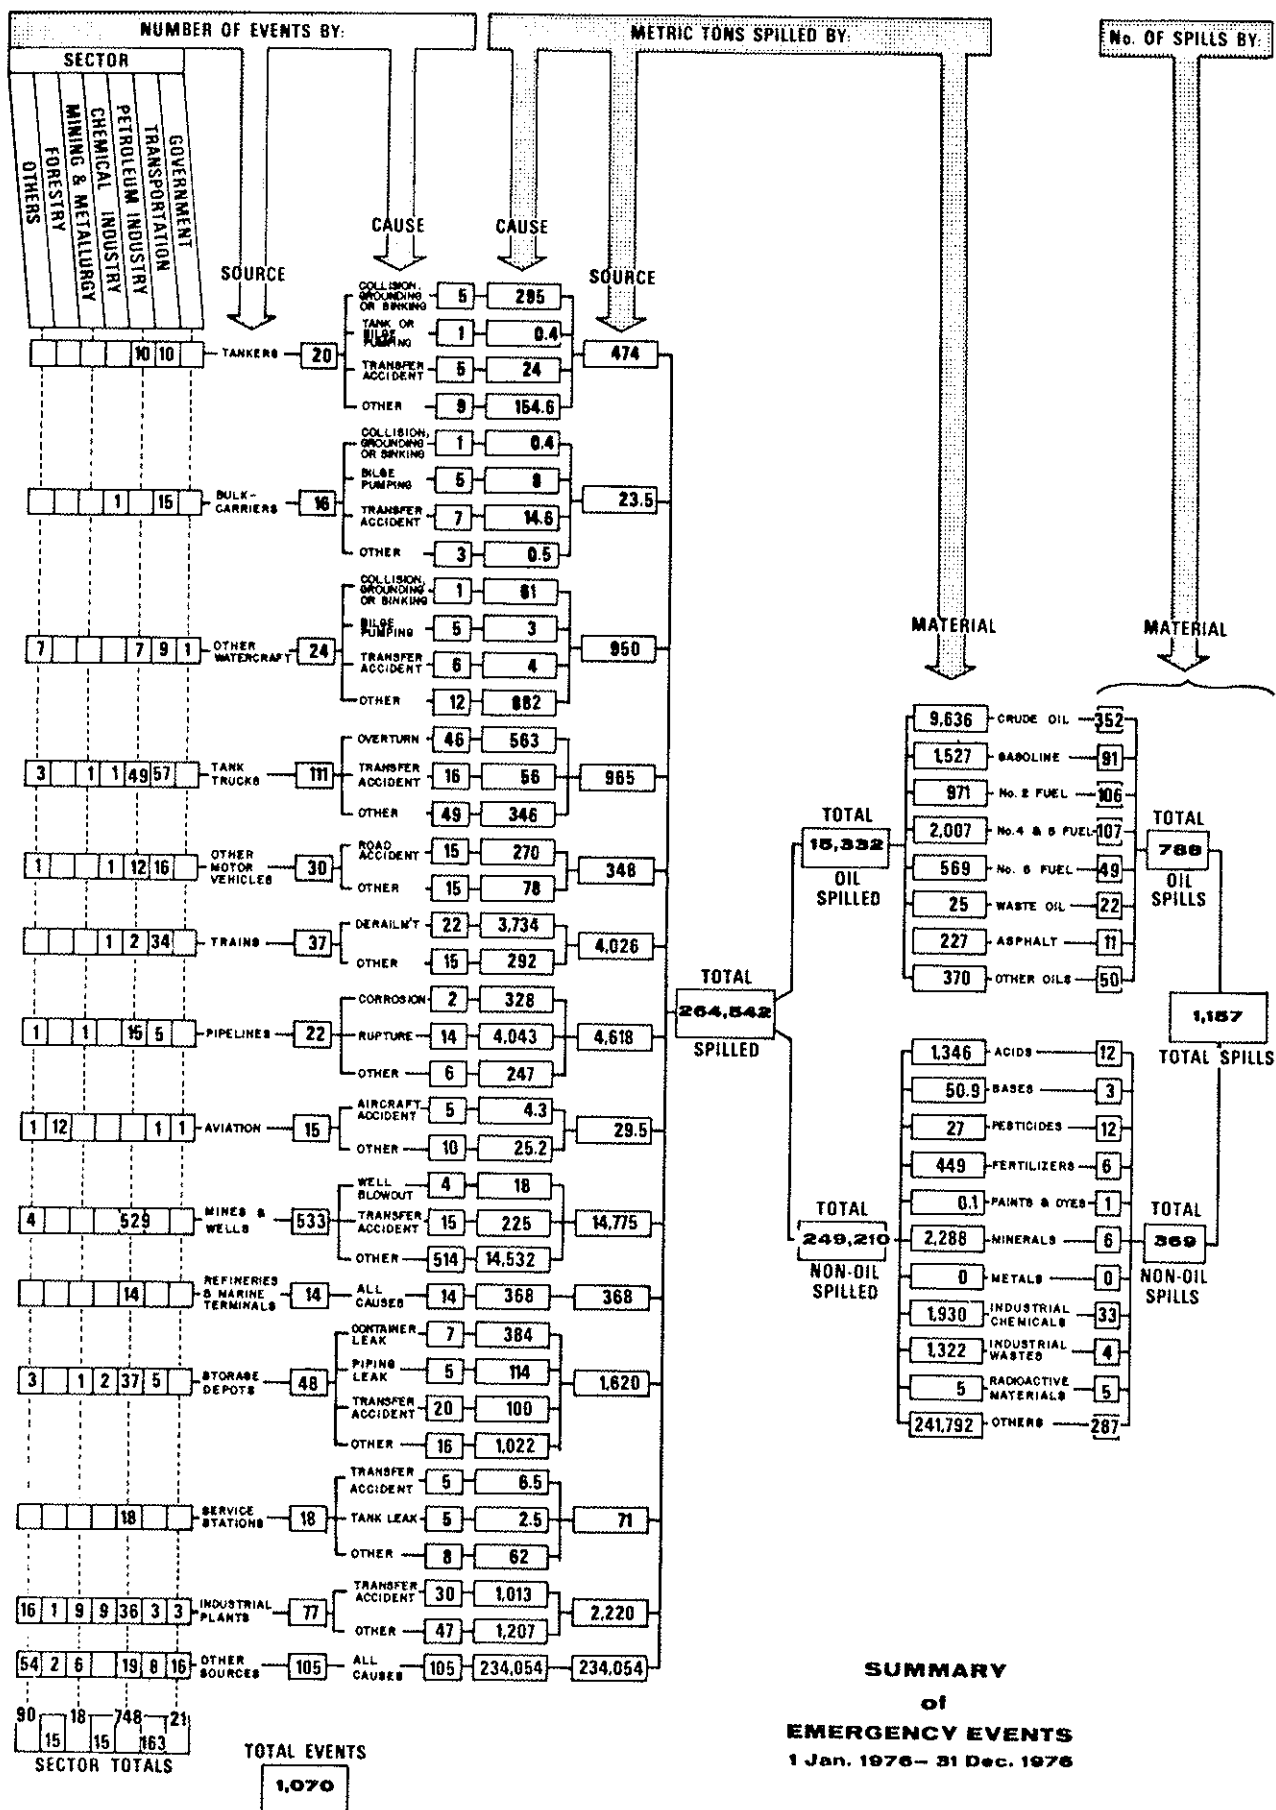 NUMBER OF EVENTS BY:
METRIC TONS SPILLED BY:
No. OF SPILLS BY:
SECTOR
OTHERS
FORESTRY
MINING & METALLURGY
CHEMICAL INDUSTRY
PETROLEUM INDUSTRY
TRANSPORTATION
GOVERNMENT
SOURCE
CAUSE
CAUSE
SOURCE
MATERIAL
MATERIAL
10 10 TANKERS 20
COLLISION, GROUNDING OR SINKING 5 295
TANK OR BILGE PUMPING 1 0.4
TRANSFER ACCIDENT 5 24
OTHER 9 154.6
474
1 15 BULK-CARRIERS 16
COLLISION, GROUNDING OR SINKING 1 0.4
BILGE PUMPING 5 8
TRANSFER ACCIDENT 7 14.6
OTHER 3 0.5
23.5
7 7 9 1 OTHER WATERCRAFT 24
COLLISION, GROUNDING OR SINKING 1 61
BILGE PUMPING 5 3
TRANSFER ACCIDENT 6 4
OTHER 12 882
950
3 1 1 49 57 TANK TRUCKS 111
OVERTURN 46 563
TRANSFER ACCIDENT 16 56
OTHER 49 346
965
1 1 12 16 OTHER MOTOR VEHICLES 30
ROAD ACCIDENT 15 270
OTHER 15 78
348
1 2 34 TRAINS 37
DERAILM'T 22 3,734
OTHER 15 292
4,026
1 1 15 5 PIPELINES 22
CORROSION 2 328
RUPTURE 14 4,043
OTHER 6 247
4,618
1 12 1 1 AVIATION 15
AIRCRAFT ACCIDENT 5 4.3
OTHER 10 25.2
29.5
4 529 MINES & WELLS 533
WELL BLOWOUT 4 18
TRANSFER ACCIDENT 15 225
OTHER 514 14,532
14,775
14 REFINERIES & MARINE TERMINALS 14
ALL CAUSES 14 368
368
3 1 2 37 5 STORAGE DEPOTS 48
CONTAINER LEAK 7 384
PIPING LEAK 5 114
TRANSFER ACCIDENT 20 100
OTHER 16 1,022
1,620
18 SERVICE STATIONS 18
TRANSFER ACCIDENT 5 6.5
TANK LEAK 5 2.5
OTHER 8 62
71
16 1 9 9 36 3 3 INDUSTRIAL PLANTS 77
TRANSFER ACCIDENT 30 1,013
OTHER 47 1,207
2,220
54 2 6 19 8 16 OTHER SOURCES 105
ALL CAUSES 105 234,054
234,054
90 15 18 15 748 163 21
SECTOR TOTALS
TOTAL EVENTS
1,070
TOTAL
264,542
SPILLED
TOTAL
15,332
OIL SPILLED
9,636 CRUDE OIL 352
1,527 GASOLINE 91
971 No. 2 FUEL 106
2,007 No. 4 & 5 FUEL 107
569 No. 6 FUEL 49
25 WASTE OIL 22
227 ASPHALT 11
370 OTHER OILS 50
TOTAL
788
OIL SPILLS
TOTAL
249,210
NON-OIL SPILLED
1,346 ACIDS 12
50.9 BASES 3
27 PESTICIDES 12
449 FERTILIZERS 6
0.1 PAINTS & DYES 1
2,288 MINERALS 6
0 METALS 0
1,930 INDUSTRIAL CHEMICALS 33
1,322 INDUSTRIAL WASTES 4
5 RADIOACTIVE MATERIALS 5
241,792 OTHERS 287
TOTAL
369
NON-OIL SPILLS
1,157
TOTAL SPILLS
SUMMARY
of
EMERGENCY EVENTS
1 Jan. 1976 – 31 Dec. 1976